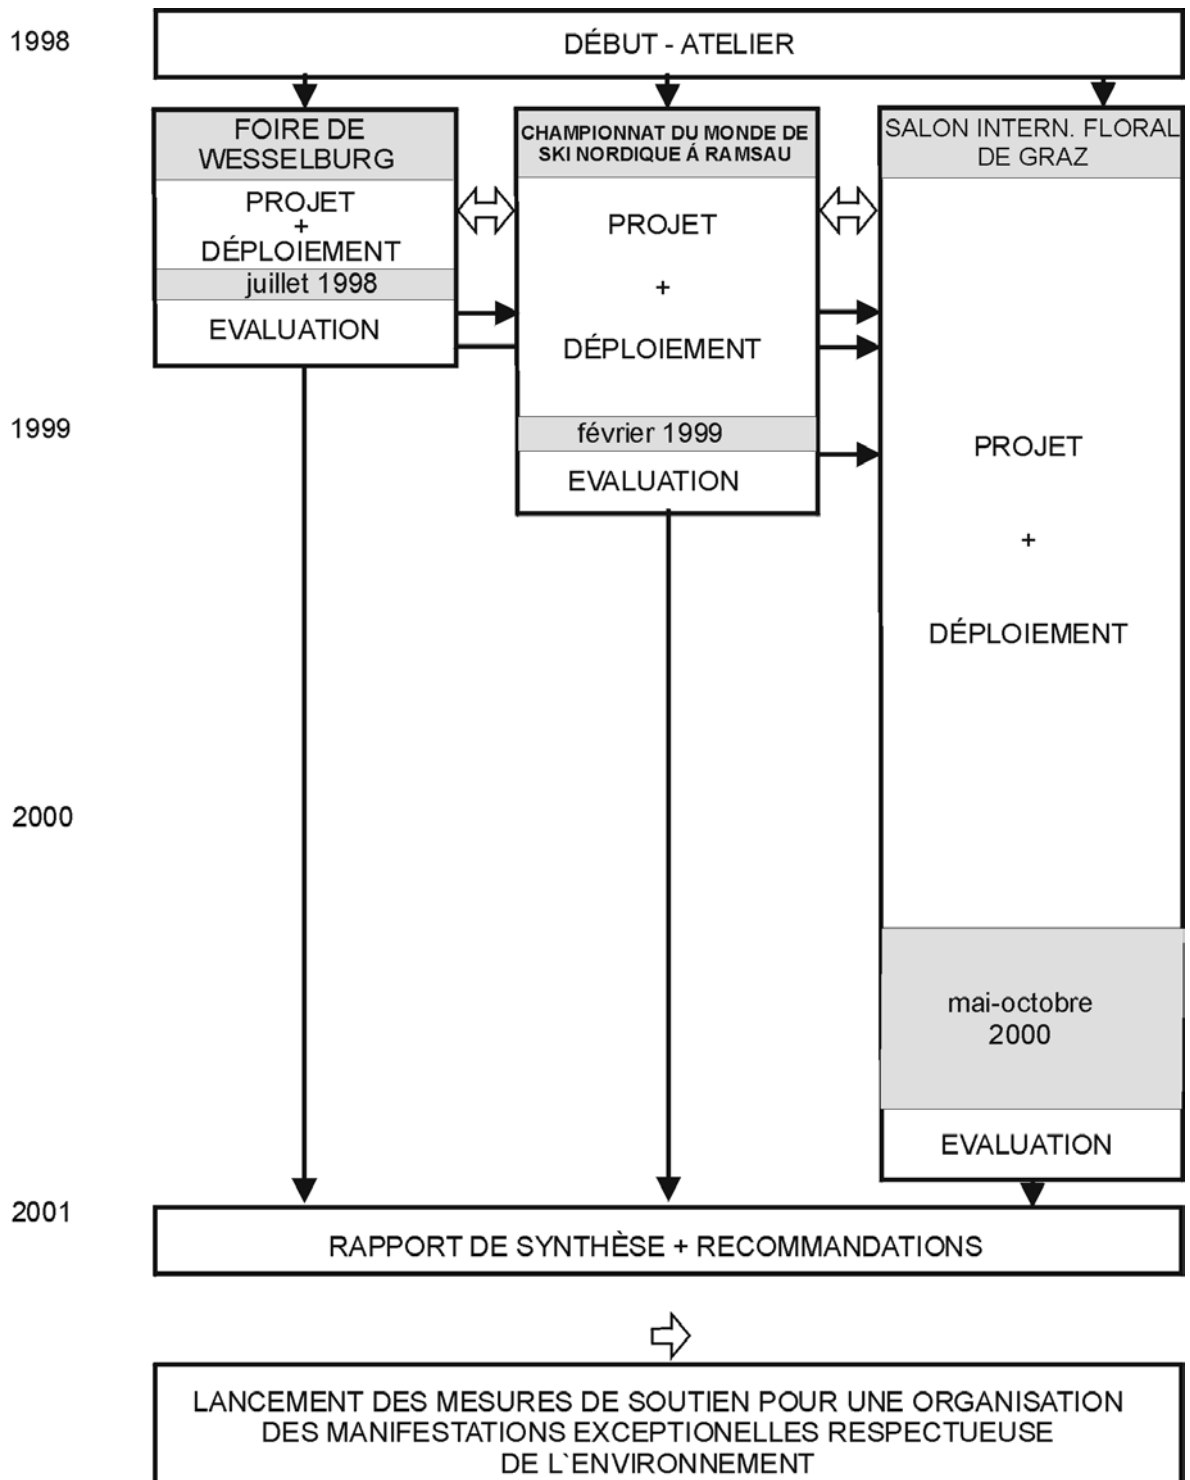 1998
DÉBUT - ATELIER
FOIRE DE
WESSELBURG
PROJET
+
DÉPLOIEMENT
juillet 1998
EVALUATION
CHAMPIONNAT DU MONDE DE
SKI NORDIQUE Á RAMSAU
PROJET
+
DÉPLOIEMENT
février 1999
EVALUATION
SALON INTERN. FLORAL
DE GRAZ
PROJET
+
DÉPLOIEMENT
mai-octobre
2000
EVALUATION
1999
2000
2001
RAPPORT DE SYNTHÈSE + RECOMMANDATIONS
LANCEMENT DES MESURES DE SOUTIEN POUR UNE ORGANISATION
DES MANIFESTATIONS EXCEPTIONELLES RESPECTUEUSE
DE L`ENVIRONNEMENT